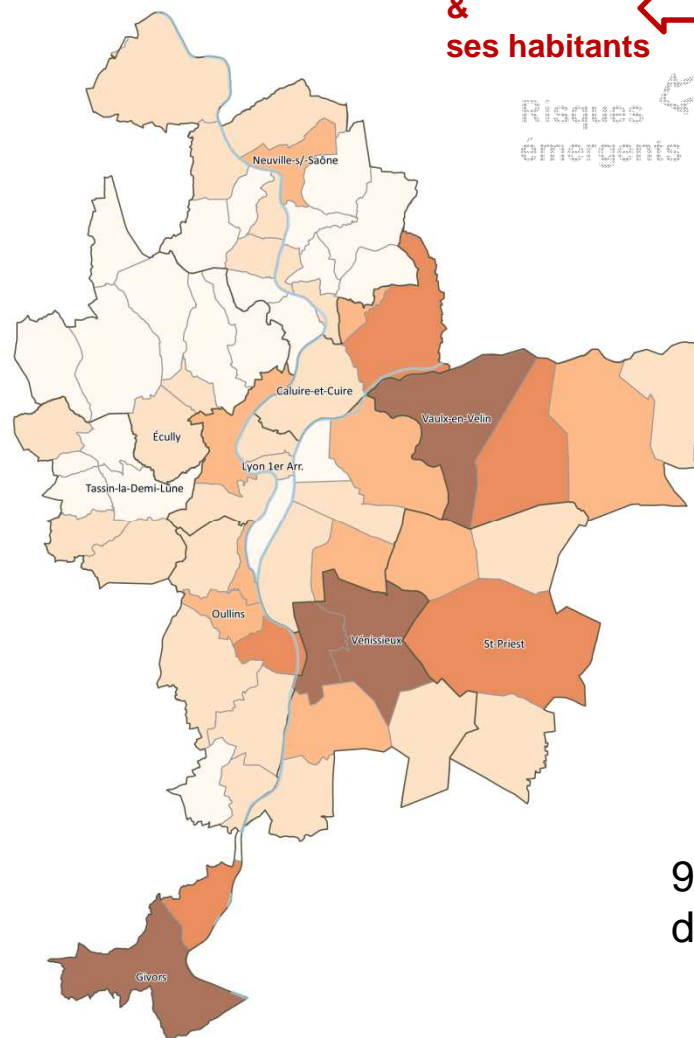 &
ses habitants
Risques
émergents
Neuville-s/-Saône
Caluire-et-Cuire
Vaulx-en-Velin
Écully
Lyon 1er Arr.
Tassin-la-Demi-Lune
Oullins
Vénissieux
St-Priest
9
d
Givors